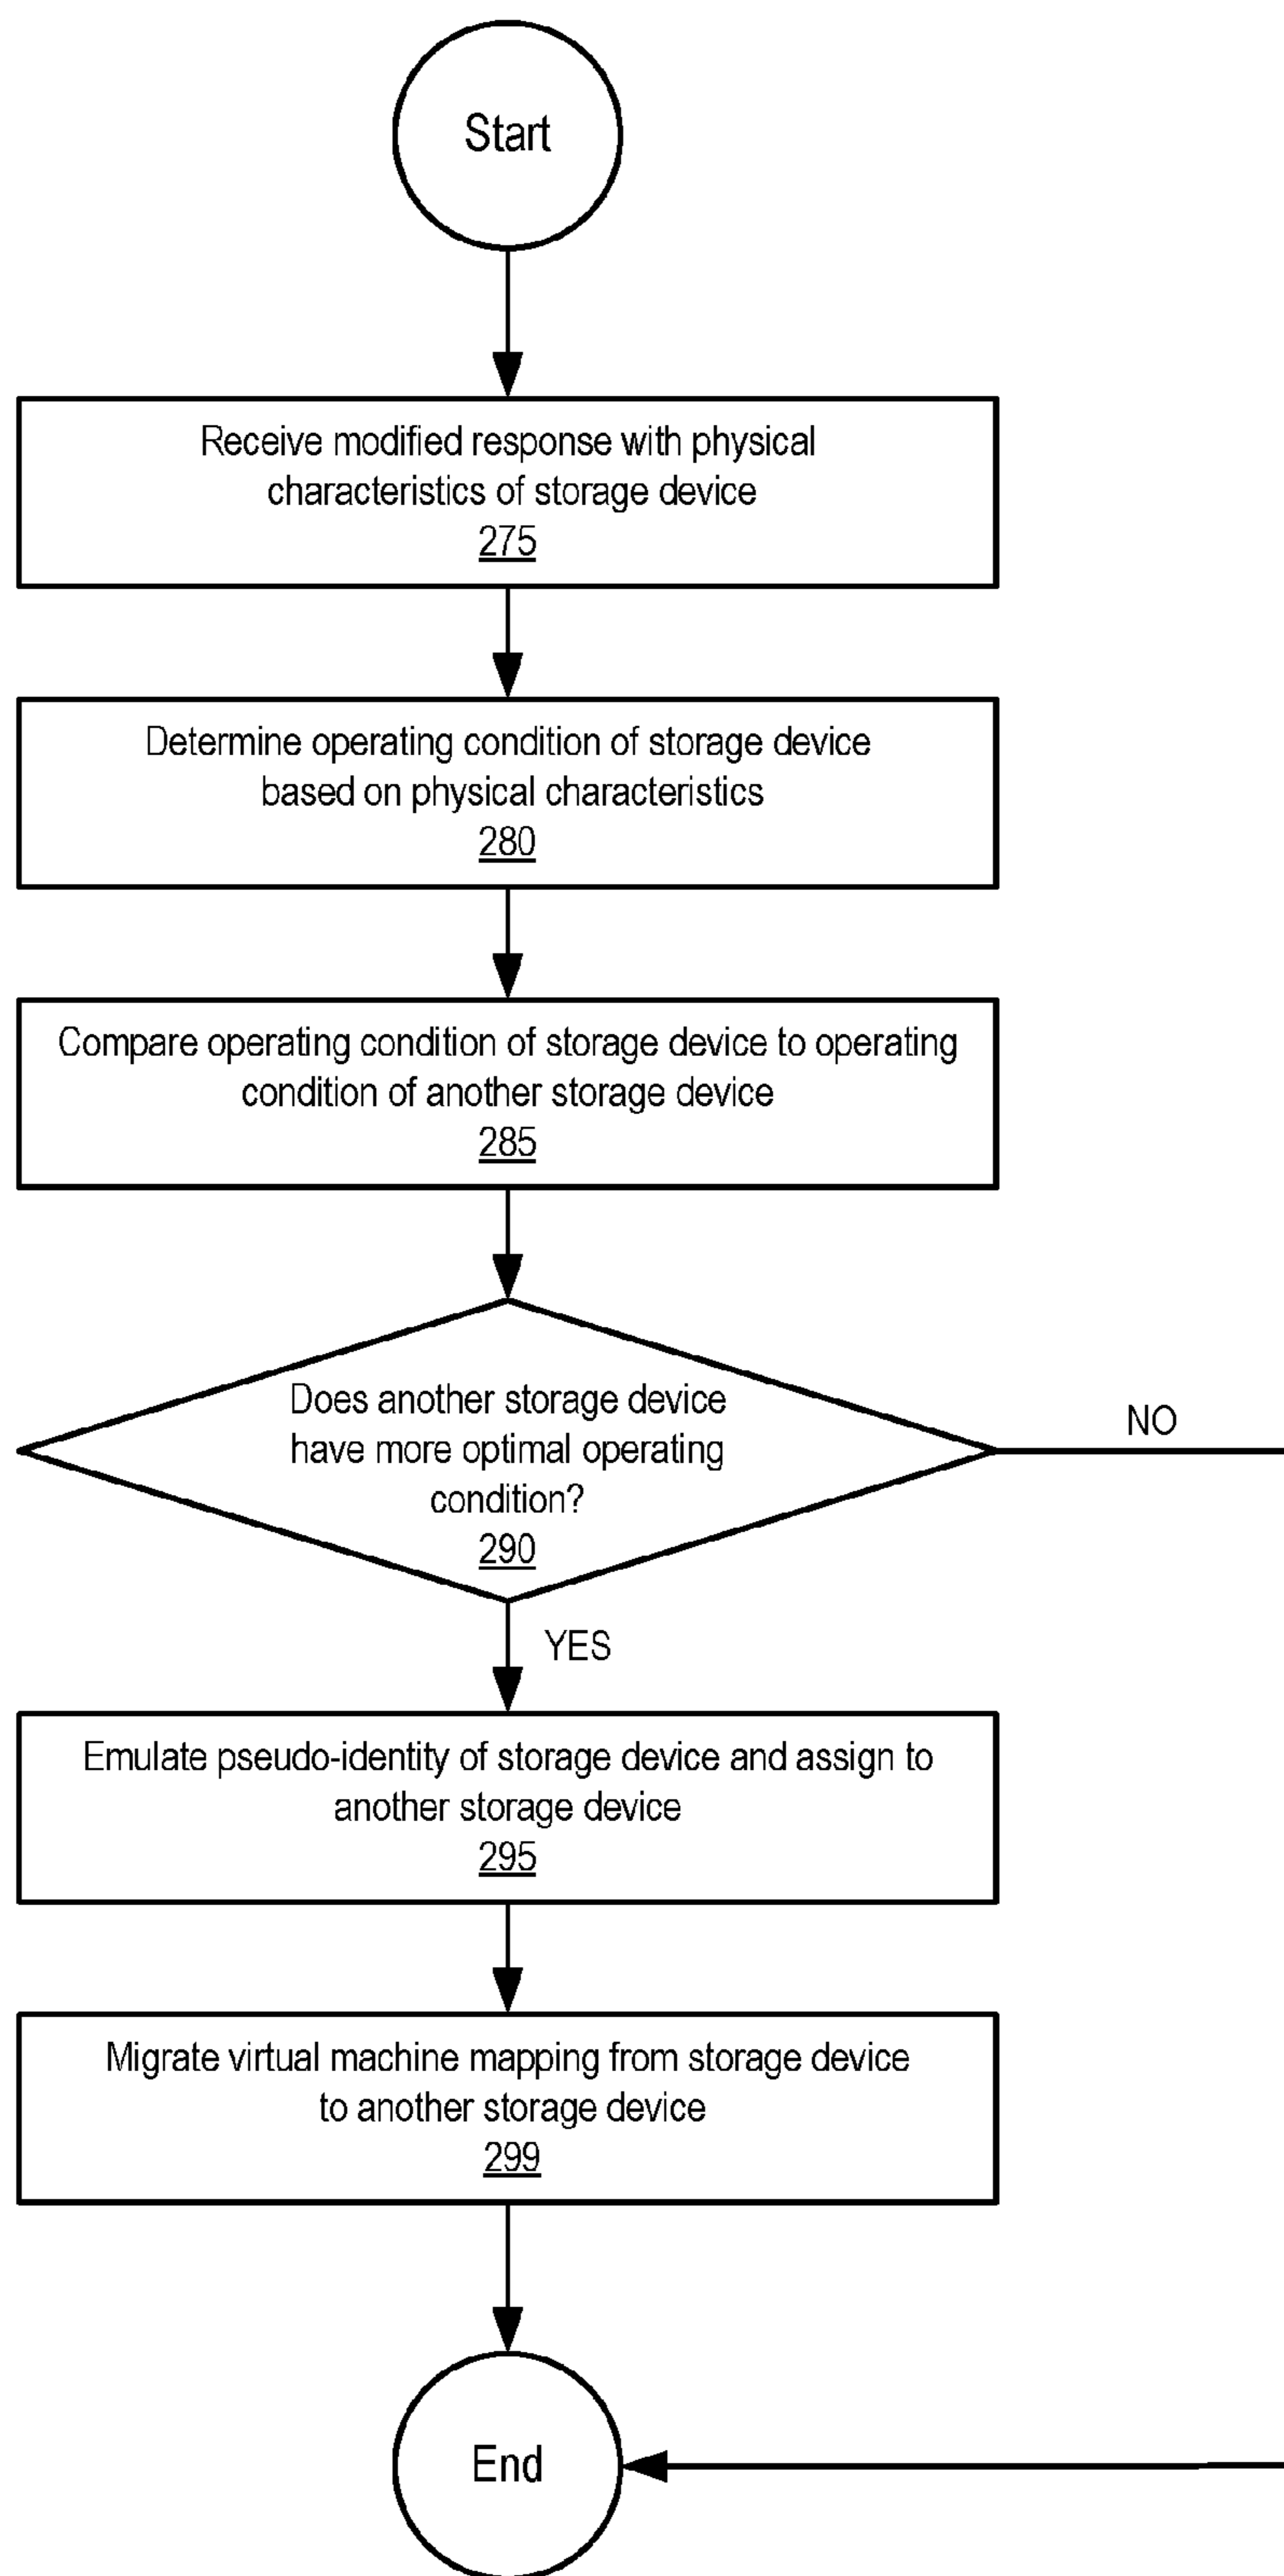 Start
Receive modified response with physical
characteristics of storage device
275
Determine operating condition of storage device
based on physical characteristics
280
Compare operating condition of storage device to operating
condition of another storage device
285
Does another storage device
have more optimal operating
condition?
290
NO
YES
Emulate pseudo-identity of storage device and assign to
another storage device
295
Migrate virtual machine mapping from storage device
to another storage device
299
End